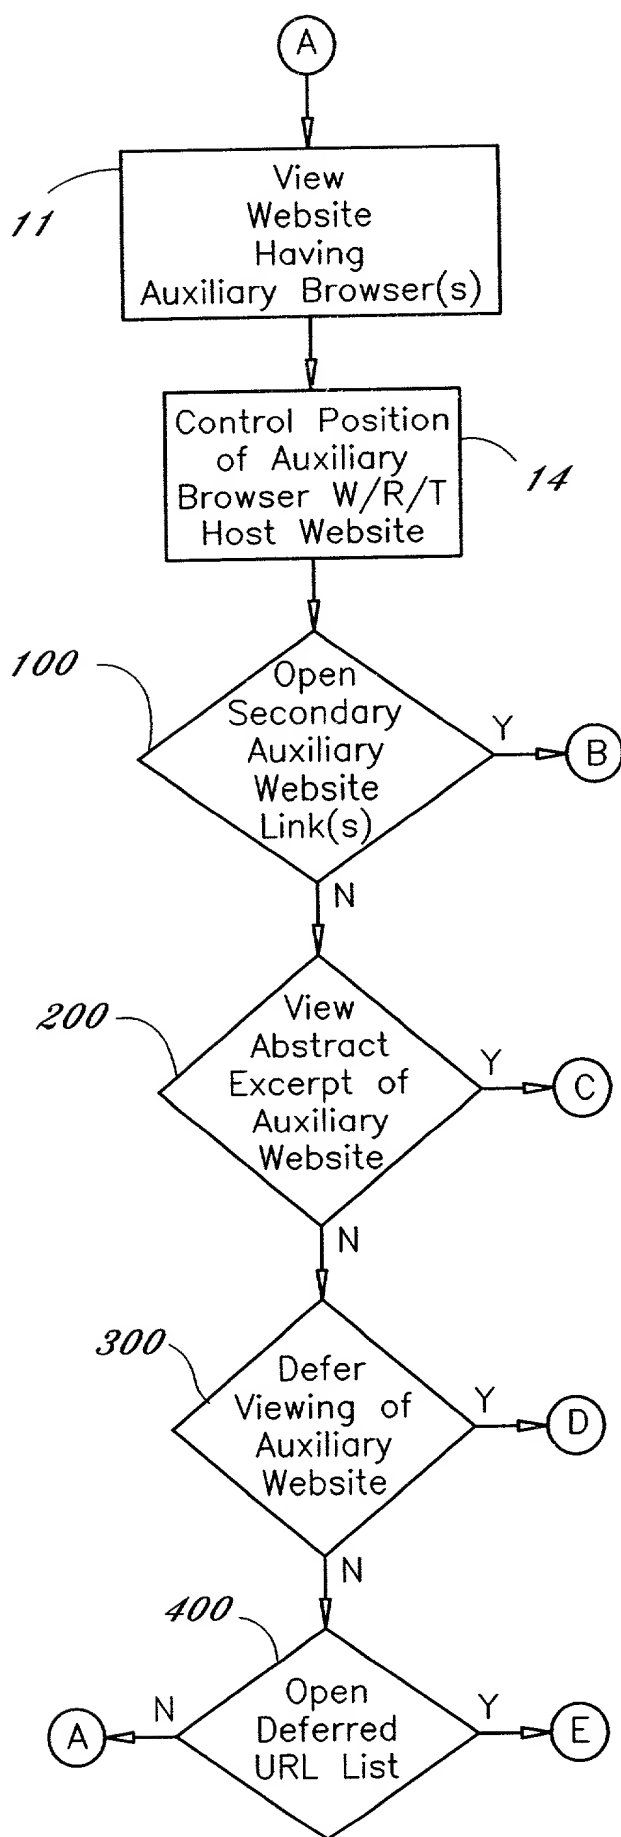 A
11
View
Website
Having
Auxiliary Browser(s)
Control Position
of Auxiliary
Browser W/R/T
Host Website
14
100
Open
Secondary
Auxiliary
Website
Link(s)
Y
B
N
200
View
Abstract
Excerpt of
Auxiliary
Website
Y
C
N
300
Defer
Viewing of
Auxiliary
Website
Y
D
N
400
Open
Deferred
URL List
N
A
Y
E